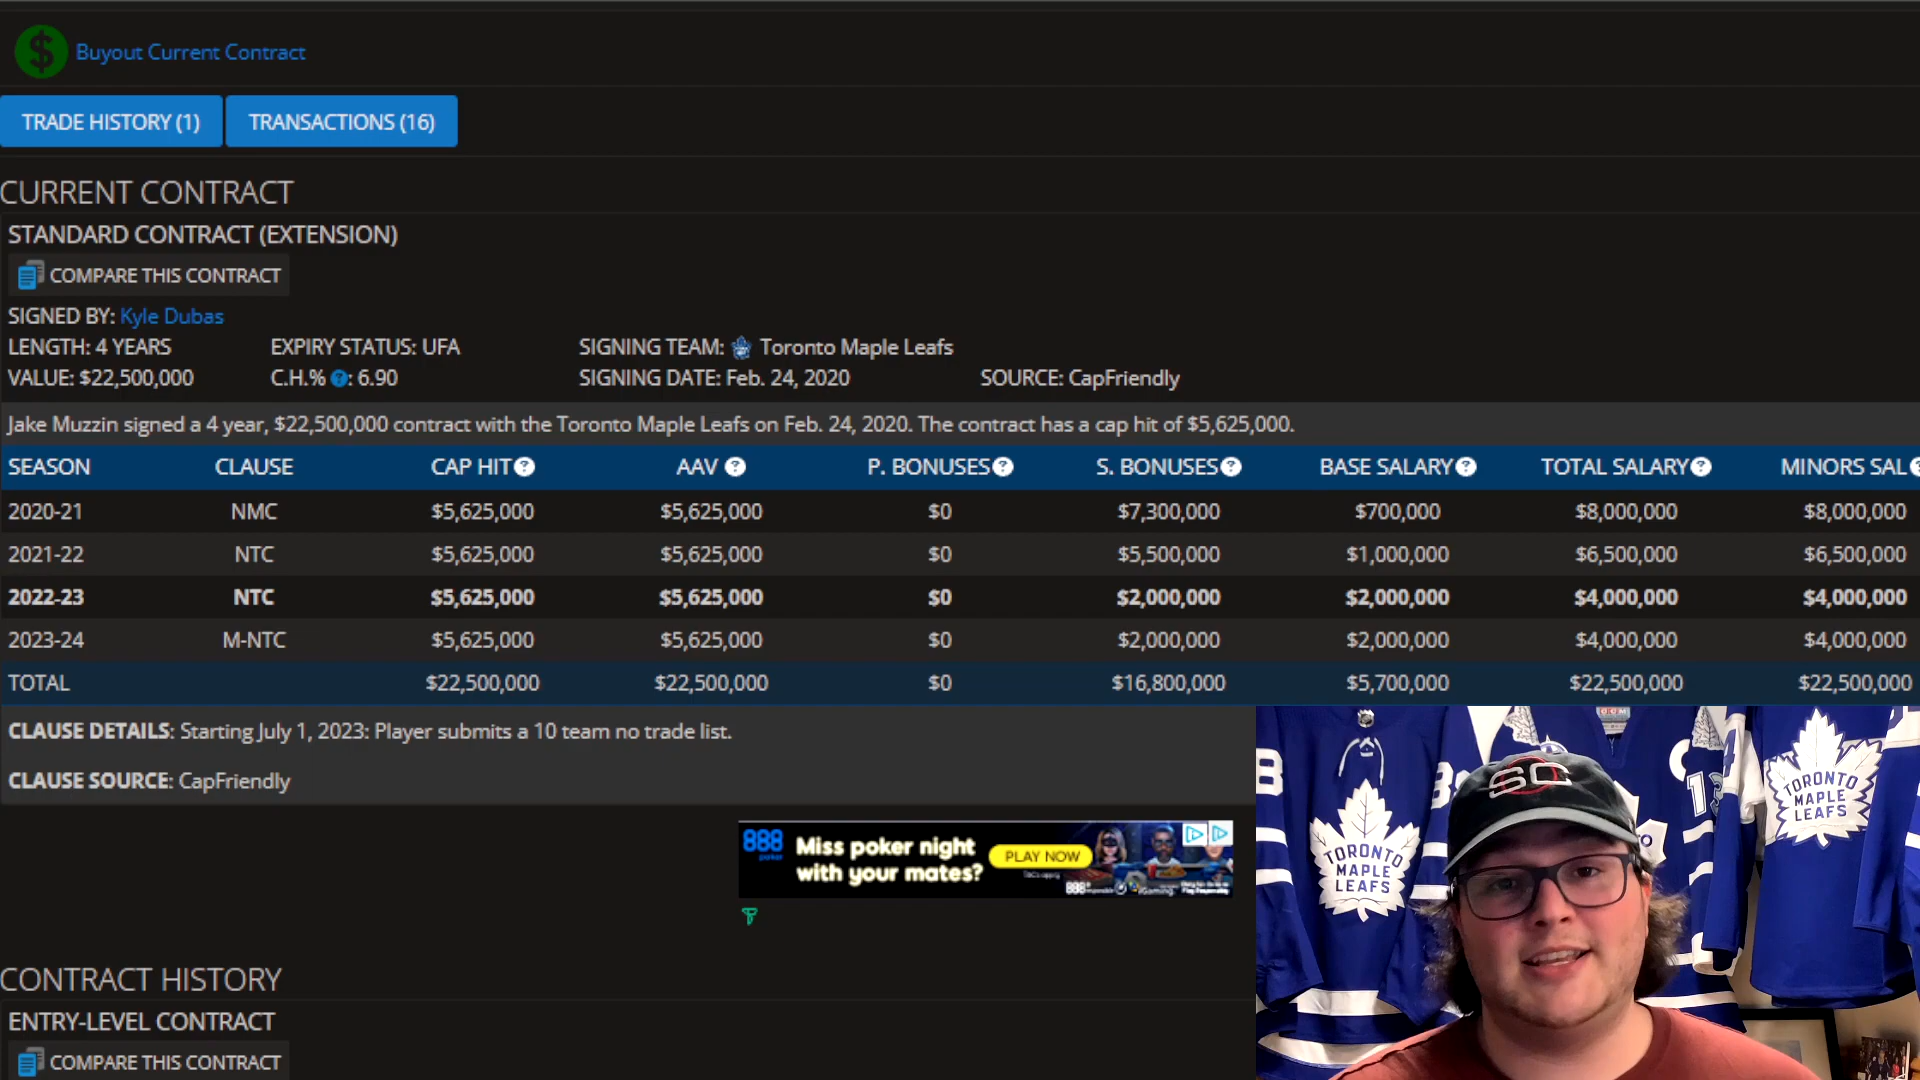 Buyout Current Contract
TRADE HISTORY (1) TRANSACTIONS (16)
CURRENT CONTRACT
STANDARD CONTRACT (EXTENSION)
COMPARE THIS CONTRACT
SIGNED BY: Kyle Dubas
LENGTH: 4 YEARS EXPIRY STATUS: UFA SIGNING TEAM: Toronto Maple Leafs
VALUE: $22,500,000 C.H.% ?: 6.90 SIGNING DATE: Feb. 24, 2020 SOURCE: CapFriendly
Jake Muzzin signed a 4 year, $22,500,000 contract with the Toronto Maple Leafs on Feb. 24, 2020. The contract has a cap hit of $5,625,000.
SEASON CLAUSE CAP HIT? AAV ? P. BONUSES? S. BONUSES? BASE SALARY? TOTAL SALARY? MINORS SAL?
2020-21 NMC $5,625,000 $5,625,000 $0 $7,300,000 $700,000 $8,000,000 $8,000,000
2021-22 NTC $5,625,000 $5,625,000 $0 $5,500,000 $1,000,000 $6,500,000 $6,500,000
2022-23 NTC $5,625,000 $5,625,000 $0 $2,000,000 $2,000,000 $4,000,000 $4,000,000
2023-24 M-NTC $5,625,000 $5,625,000 $0 $2,000,000 $2,000,000 $4,000,000 $4,000,000
TOTAL $22,500,000 $22,500,000 $0 $16,800,000 $5,700,000 $22,500,000 $22,500,000
CLAUSE DETAILS: Starting July 1, 2023: Player submits a 10 team no trade list.
CLAUSE SOURCE: CapFriendly
888 poker
Miss poker night
with your mates?
PLAY NOW
888
CONTRACT HISTORY
ENTRY-LEVEL CONTRACT
COMPARE THIS CONTRACT
CCM
SC
C
TORONTO
MAPLE
LEAFS
TORONTO
MAPLE
LEAFS